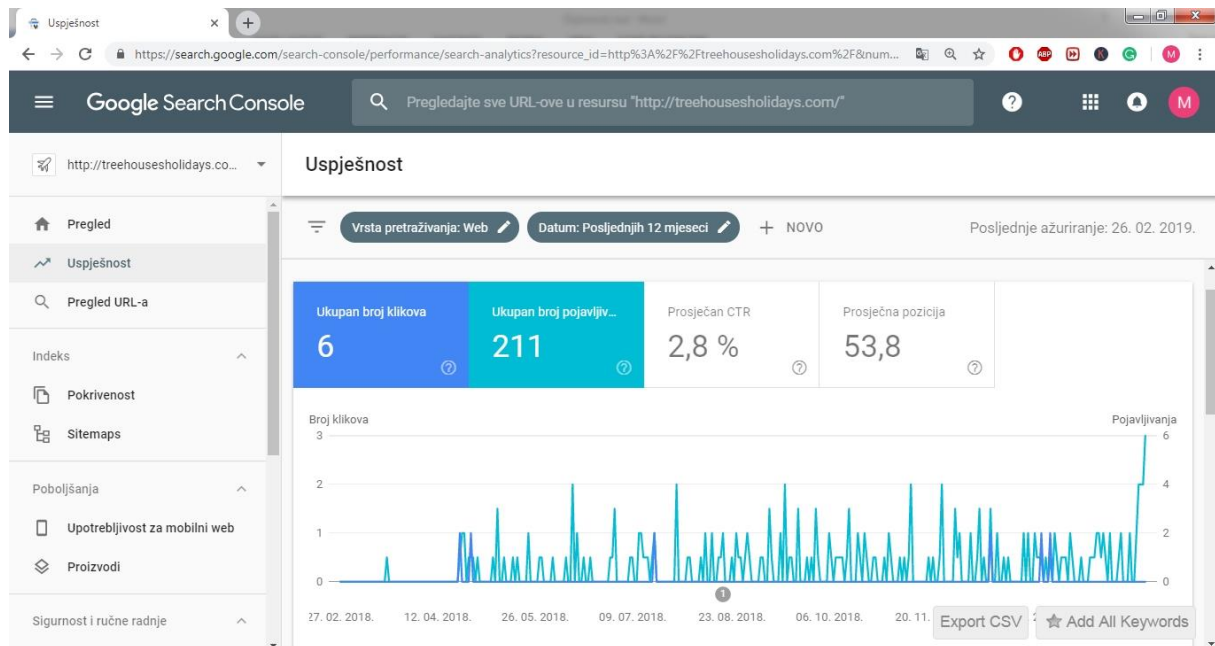 Uspješnost
https://search.google.com/search-console/performance/search-analytics?resource_id=http%3A%2F%2Ftreehousesholidays.com%2F&num...
ABP
K
G
M
Google Search Console
Pregledajte sve URL-ove u resursu "http://treehousesholidays.com/"
M
http://treehousesholidays.co...
Uspješnost
Pregled
Uspješnost
Pregled URL-a
Indeks
Pokrivenost
Sitemaps
Poboljšanja
Upotrebljivost za mobilni web
Proizvodi
Sigurnost i ručne radnje
Vrsta pretraživanja: Web
Datum: Posljednjih 12 mjeseci
+ NOVO
Posljednje ažuriranje: 26. 02. 2019.
Ukupan broj klikova
6
Ukupan broj pojavljiv...
211
Prosječan CTR
2,8 %
Prosječna pozicija
53,8
Broj klikova
Pojavljivanja
3
2
1
0
6
4
2
0
1
27. 02. 2018.
12. 04. 2018.
26. 05. 2018.
09. 07. 2018.
23. 08. 2018.
06. 10. 2018.
20. 11.
Export CSV
Add All Keywords